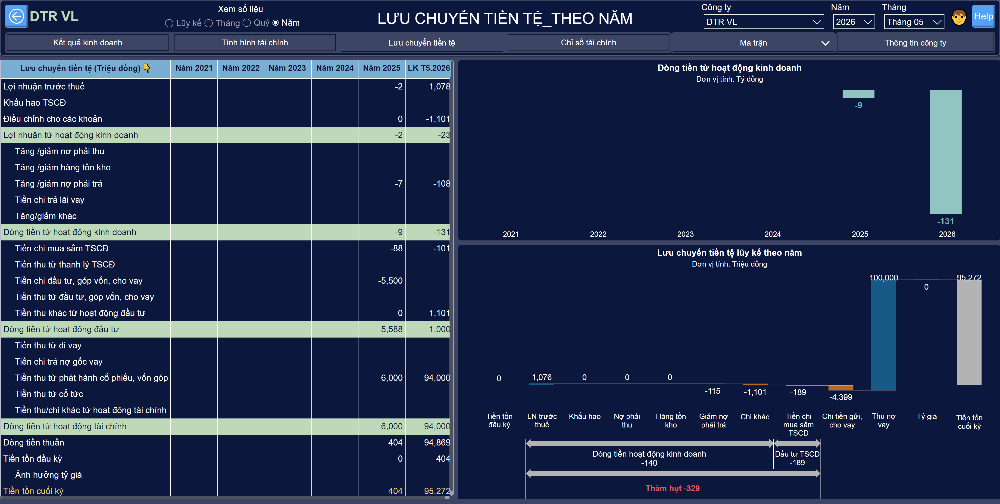 DTR VL
Xem số liệu
Lũy kế Tháng Quý Năm
LƯU CHUYỂN TIỀN TỆ_THEO NĂM
Công ty Năm Tháng
DTR VL 2026 Tháng 05
Help
Kết quả kinh doanh Tình hình tài chính Lưu chuyển tiền tệ Chỉ số tài chính Ma trận Thông tin công ty
Lưu chuyển tiền tệ (Triệu đồng) Năm 2021 Năm 2022 Năm 2023 Năm 2024 Năm 2025 LK T5.2026
Lợi nhuận trước thuế -2 1,078
Khấu hao TSCĐ
Điều chỉnh cho các khoản 0 -1,101
Lợi nhuận từ hoạt động kinh doanh -2 -23
Tăng /giảm nợ phải thu
Tăng /giảm hàng tồn kho
Tăng /giảm nợ phải trả -7 -108
Tiền chi trả lãi vay
Tăng/giảm khác
Dòng tiền từ hoạt động kinh doanh -9 -131
Tiền chi mua sắm TSCĐ -88 -101
Tiền thu từ thanh lý TSCĐ
Tiền chi đầu tư, góp vốn, cho vay -5,500
Tiền thu từ đầu tư, góp vốn, cho vay
Tiền thu khác từ hoạt động đầu tư 0 1,101
Dòng tiền từ hoạt động đầu tư -5,588 1,000
Tiền thu từ đi vay
Tiền chi trả nợ gốc vay
Tiền thu từ phát hành cổ phiếu, vốn góp 6,000 94,000
Tiền thu từ cổ tức
Tiền thu/chi khác từ hoạt động tài chính
Dòng tiền từ hoạt động tài chính 6,000 94,000
Dòng tiền thuần 404 94,869
Tiền tồn đầu kỳ 0 404
Ảnh hưởng tỷ giá
Tiền tồn cuối kỳ 404 95,272
Dòng tiền từ hoạt động kinh doanh
Đơn vị tính: Tỷ đồng
-9
-131
2021 2022 2023 2024 2025 2026
Lưu chuyển tiền tệ lũy kế theo năm
Đơn vị tính: Triệu đồng
100,000 95,272
0
0 1,076 0 0 0
-115 -1,101 -189 -4,399
Tiền tồn đầu kỳ
LN trước thuế
Khấu hao
Nợ phải thu
Hàng tồn kho
Giảm nợ phải trả
Chi khác
Tiền chi mua sắm TSCĐ
Chi tiền gửi, cho vay
Thu nợ vay
Tỷ giá
Tiền tồn cuối kỳ
Dòng tiền hoạt động kinh doanh
-140
Đầu tư TSCĐ
-189
Thâm hụt -329